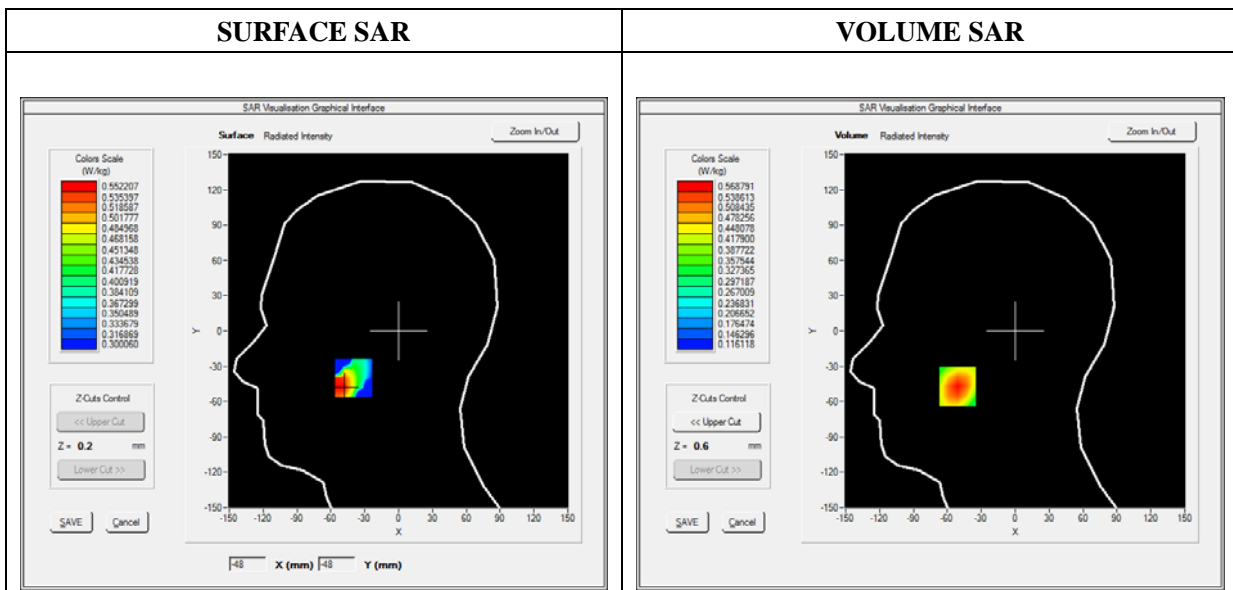 SURFACE SAR
VOLUME SAR
SAR Visualisation Graphical Interface
Surface Radiated Intensity
Zoom In/Out
Colors Scale
(W/kg)
0.552207
0.535397
0.518587
0.501777
0.484968
0.468158
0.451348
0.434538
0.417728
0.400919
0.384109
0.367299
0.350489
0.333679
0.316869
0.300060
150
120
90
60
30
0
-30
-60
-90
-120
-150
Y
-150 -120 -90 -60 -30 0 30 60 90 120 150
X
Z-Cuts Control
<< Upper Cut
Z = 0.2 mm
Lower Cut >>
SAVE Cancel
-48 X (mm) -48 Y (mm)
SAR Visualisation Graphical Interface
Volume Radiated Intensity
Zoom In/Out
Colors Scale
(W/kg)
0.568791
0.538613
0.508435
0.478256
0.448078
0.417900
0.387722
0.357544
0.327365
0.297187
0.267009
0.236831
0.206652
0.176474
0.146296
0.116118
150
120
90
60
30
0
-30
-60
-90
-120
-150
Y
-150 -120 -90 -60 -30 0 30 60 90 120 150
X
Z-Cuts Control
<< Upper Cut
Z = 0.6 mm
Lower Cut >>
SAVE Cancel